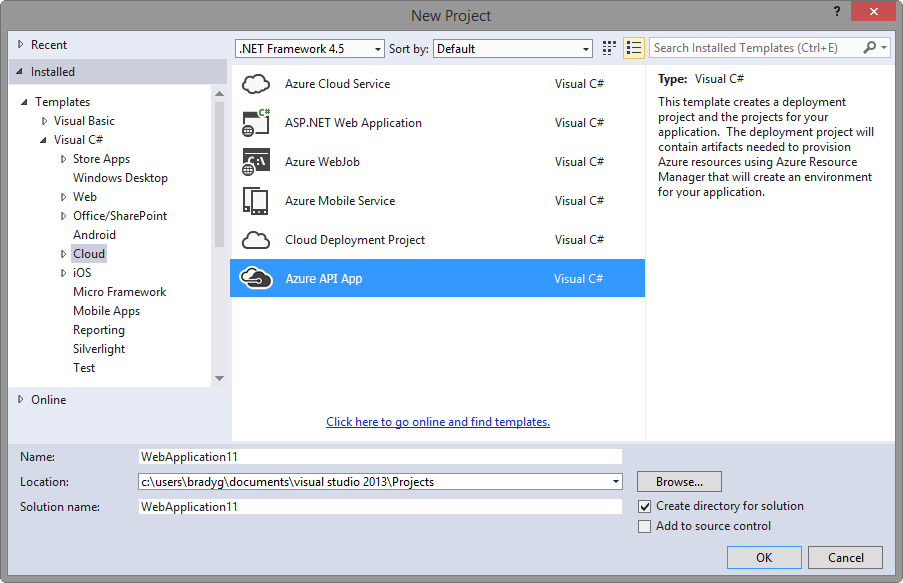 New Project
?
Recent
Installed
.NET Framework 4.5
Sort by:
Default
Search Installed Templates (Ctrl+E)
Templates
Visual Basic
Visual C#
Store Apps
Windows Desktop
Web
Office/SharePoint
Android
Cloud
iOS
Micro Framework
Mobile Apps
Reporting
Silverlight
Test
Online
Azure Cloud Service Visual C#
C#
ASP.NET Web Application Visual C#
C:\
Azure WebJob Visual C#
Azure Mobile Service Visual C#
Cloud Deployment Project Visual C#
Azure API App Visual C#
Click here to go online and find templates.
Type: Visual C#
This template creates a deployment
project and the projects for your
application. The deployment project will
contain artifacts needed to provision
Azure resources using Azure Resource
Manager that will create an environment
for your application.
Name: WebApplication11
Location: c:\users\bradyg\documents\visual studio 2013\Projects
Browse...
Solution name: WebApplication11
Create directory for solution
Add to source control
OK
Cancel